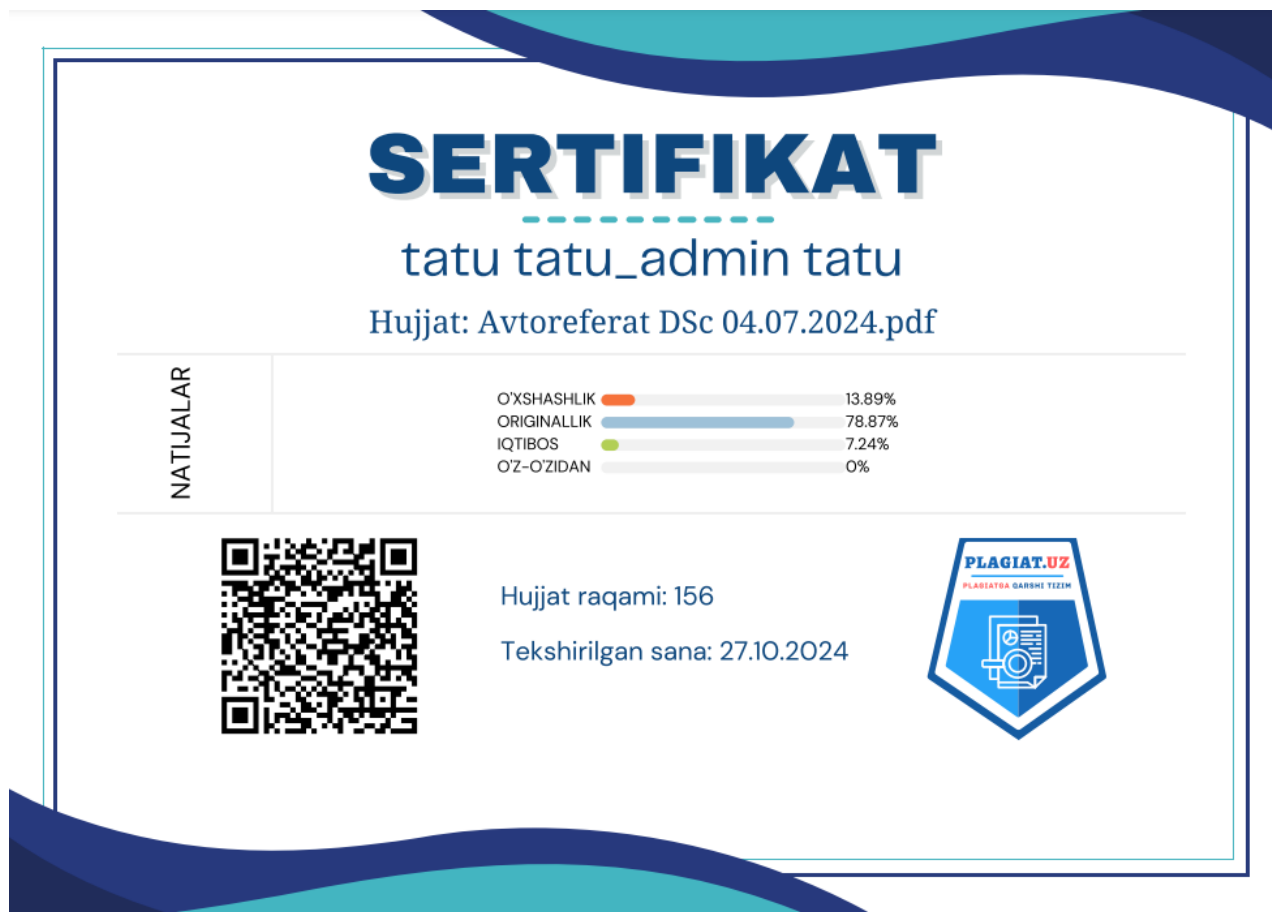 SERTIFIKAT
tatu tatu_admin tatu
Hujjat: Avtoreferat DSc 04.07.2024.pdf
NATIJALAR
O'XSHASHLIK 13.89%
ORIGINALLIK 78.87%
IQTIBOS 7.24%
O'Z-O'ZIDAN 0%
Hujjat raqami: 156
Tekshirilgan sana: 27.10.2024
PLAGIAT.UZ
PLAGIATGA QARSHI TIZIM